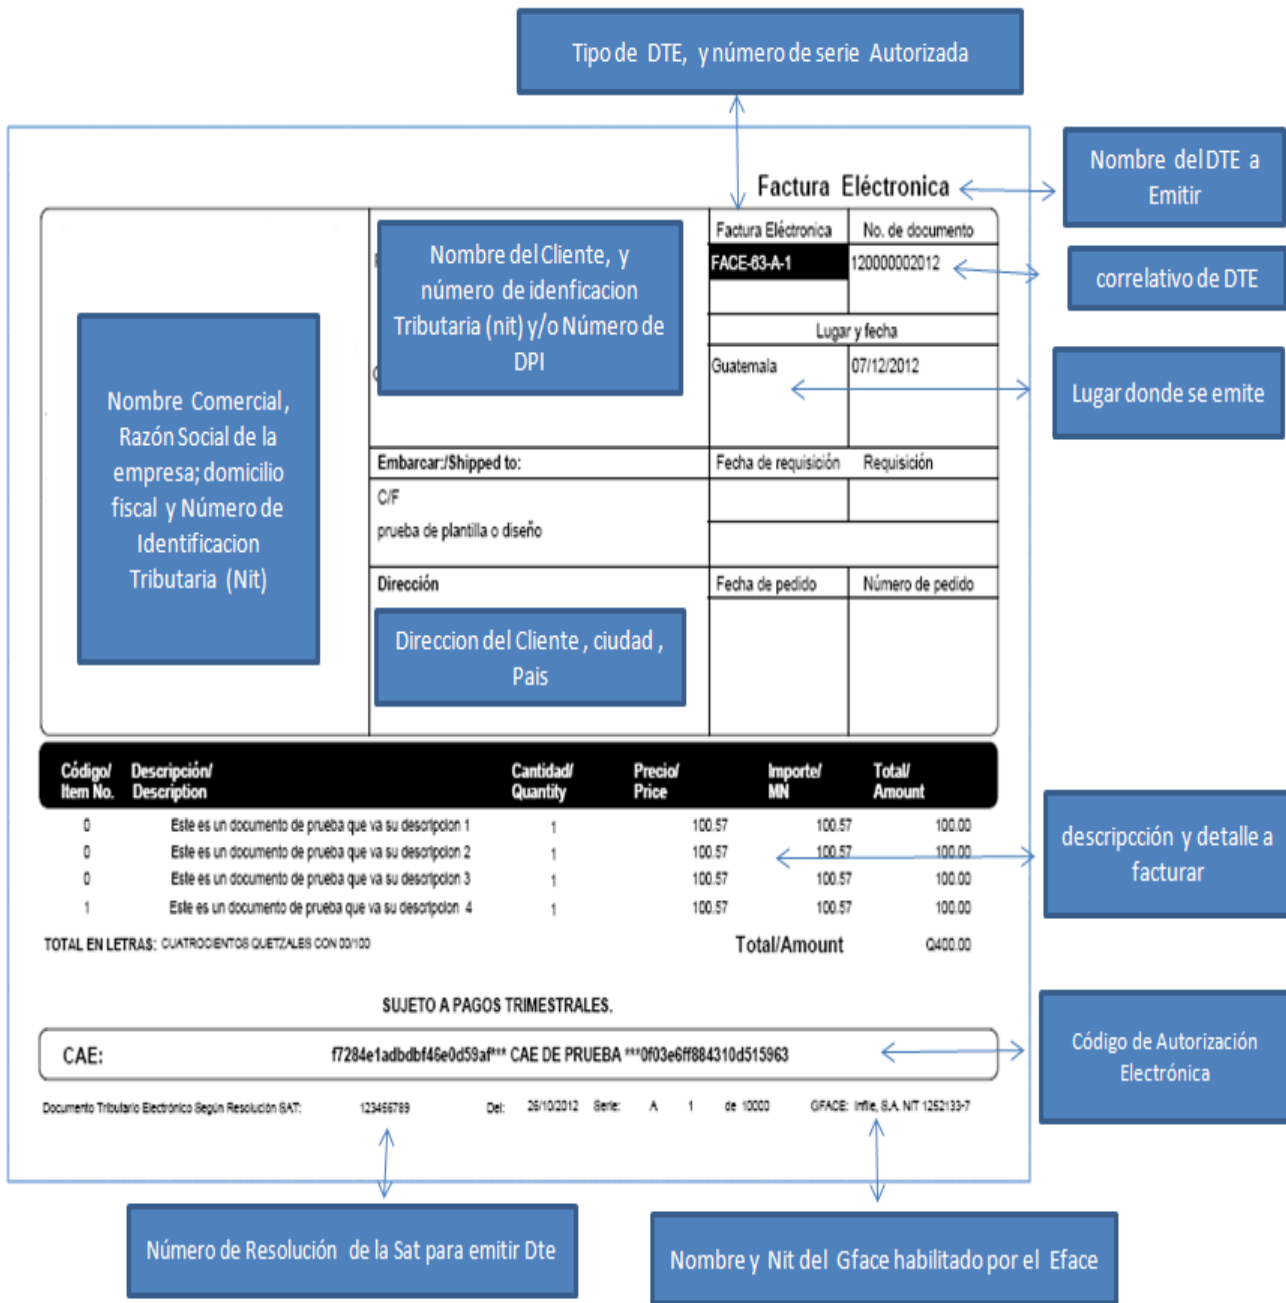 Tipo de DTE, y número de serie Autorizada
Nombre del DTE a
Emitir
Factura Eléctronica
Factura Eléctronica No. de documento
FACE-63-A-1 120000002012
correlativo de DTE
Nombre del Cliente, y
número de idenficacion
Tributaria (nit) y/o Número de
DPI
Lugar y fecha
Guatemala 07/12/2012
Lugar donde se emite
Nombre Comercial,
Razón Social de la
empresa; domicilio
fiscal y Número de
Identificacion
Tributaria (Nit)
Embarcar:/Shipped to:
C/F
prueba de plantilla o diseño
Fecha de requisición Requisición
Dirección
Direccion del Cliente, ciudad,
Pais
Fecha de pedido Número de pedido
Código/ Descripción/ Cantidad/ Precio/ Importe/ Total/
Item No. Description Quantity Price MN Amount
0 Este es un documento de prueba que va su descripcion 1 1 100.57 100.57 100.00
0 Este es un documento de prueba que va su descripcion 2 1 100.57 100.57 100.00
0 Este es un documento de prueba que va su descripcion 3 1 100.57 100.57 100.00
1 Este es un documento de prueba que va su descripcion 4 1 100.57 100.57 100.00
descripcción y detalle a
facturar
TOTAL EN LETRAS: CUATROCIENTOS QUETZALES CON 00/100 Total/Amount Q400.00
SUJETO A PAGOS TRIMESTRALES.
CAE: f7284e1adbdbf46e0d59af*** CAE DE PRUEBA ***0f03e6ff884310d515963
Código de Autorización
Electrónica
Documento Tributario Electrónico Según Resolución SAT: 123456789 Del: 26/10/2012 Serie: A 1 de 10000 GFACE: Infile, S.A. NIT 1252133-7
Número de Resolución de la Sat para emitir Dte
Nombre y Nit del Gface habilitado por el Eface